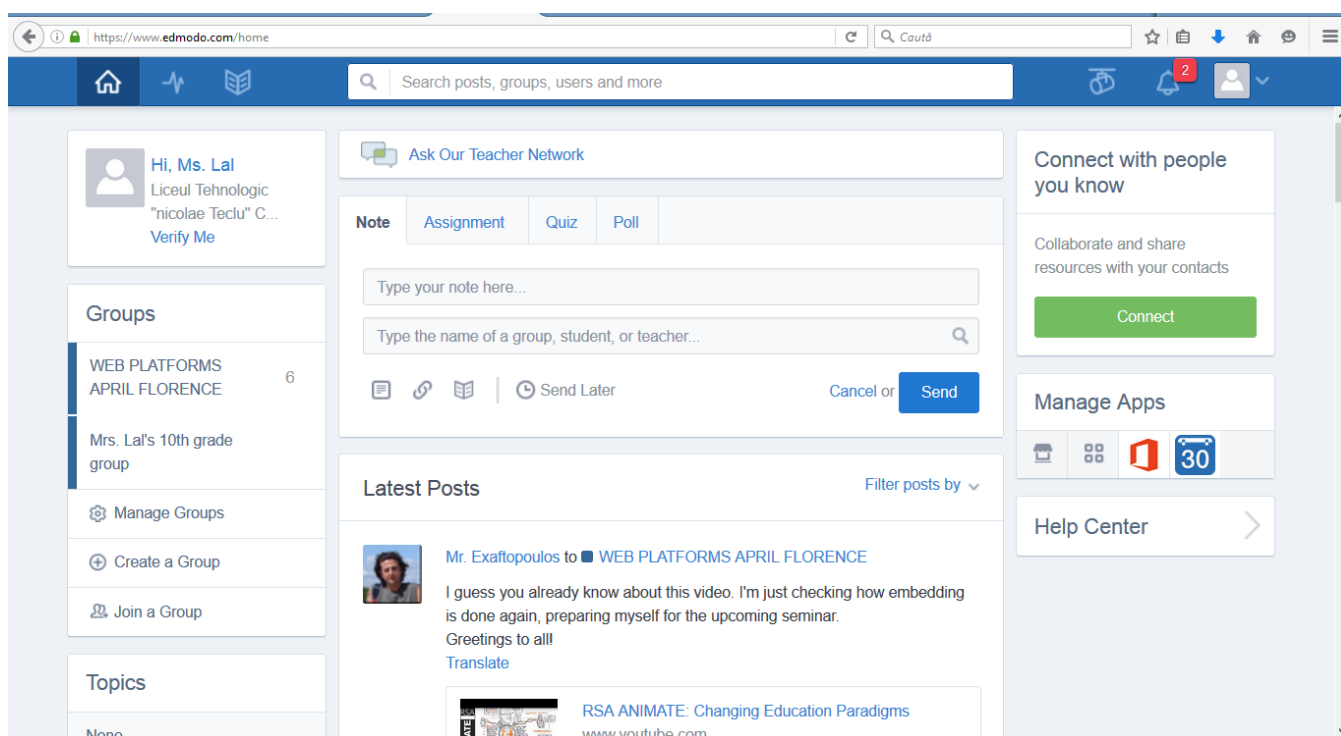 https://www.edmodo.com/home
Caută
Search posts, groups, users and more
2
Hi, Ms. Lal
Liceul Tehnologic
"nicolae Teclu" C...
Verify Me
Groups
WEB PLATFORMS
APRIL FLORENCE
6
Mrs. Lal's 10th grade
group
Manage Groups
Create a Group
Join a Group
Topics
None
Ask Our Teacher Network
Note Assignment Quiz Poll
Type your note here...
Type the name of a group, student, or teacher...
Send Later
Cancel or Send
Latest Posts
Filter posts by
Mr. Exaftopoulos to WEB PLATFORMS APRIL FLORENCE
I guess you already know about this video. I'm just checking how embedding
is done again, preparing myself for the upcoming seminar.
Greetings to all!
Translate
RSA ANIMATE: Changing Education Paradigms
www.youtube.com
Connect with people
you know
Collaborate and share
resources with your contacts
Connect
Manage Apps
30
Help Center